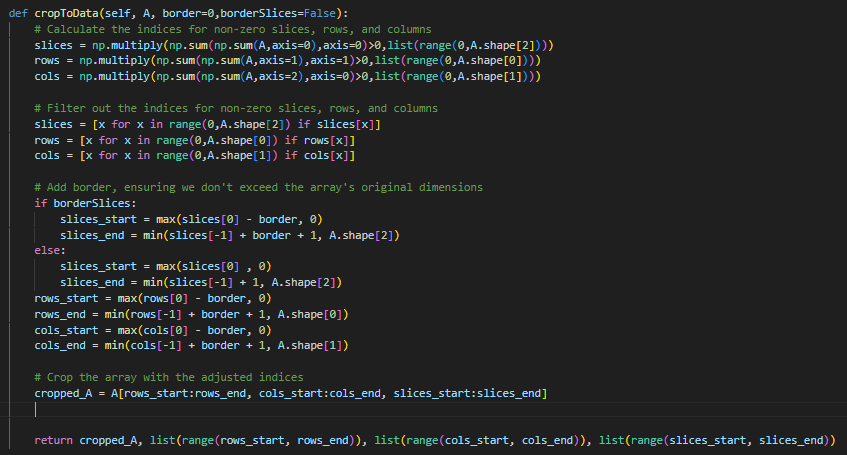 def cropToData(self, A, border=0,borderSlices=False):
    # Calculate the indices for non-zero slices, rows, and columns
    slices = np.multiply(np.sum(np.sum(A,axis=0),axis=0)>0,list(range(0,A.shape[2])))
    rows = np.multiply(np.sum(np.sum(A,axis=1),axis=1)>0,list(range(0,A.shape[0])))
    cols = np.multiply(np.sum(np.sum(A,axis=2),axis=0)>0,list(range(0,A.shape[1])))

    # Filter out the indices for non-zero slices, rows, and columns
    slices = [x for x in range(0,A.shape[2]) if slices[x]]
    rows = [x for x in range(0,A.shape[0]) if rows[x]]
    cols = [x for x in range(0,A.shape[1]) if cols[x]]

    # Add border, ensuring we don't exceed the array's original dimensions
    if borderSlices:
        slices_start = max(slices[0] - border, 0)
        slices_end = min(slices[-1] + border + 1, A.shape[2])
    else:
        slices_start = max(slices[0] , 0)
        slices_end = min(slices[-1] + 1, A.shape[2])
    rows_start = max(rows[0] - border, 0)
    rows_end = min(rows[-1] + border + 1, A.shape[0])
    cols_start = max(cols[0] - border, 0)
    cols_end = min(cols[-1] + border + 1, A.shape[1])

    # Crop the array with the adjusted indices
    cropped_A = A[rows_start:rows_end, cols_start:cols_end, slices_start:slices_end]

    return cropped_A, list(range(rows_start, rows_end)), list(range(cols_start, cols_end)), list(range(slices_start, slices_end))